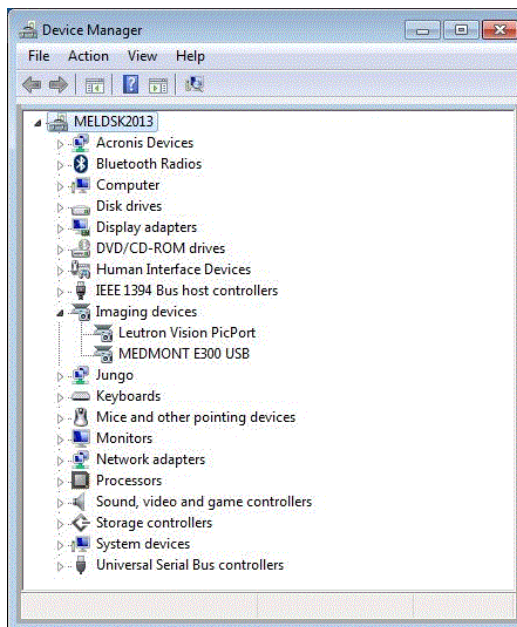 Device Manager
File Action View Help
MELDSK2013
Acronis Devices
Bluetooth Radios
Computer
Disk drives
Display adapters
DVD/CD-ROM drives
Human Interface Devices
IEEE 1394 Bus host controllers
Imaging devices
Leutron Vision PicPort
MEDMONT E300 USB
Jungo
Keyboards
Mice and other pointing devices
Monitors
Network adapters
Processors
Sound, video and game controllers
Storage controllers
System devices
Universal Serial Bus controllers